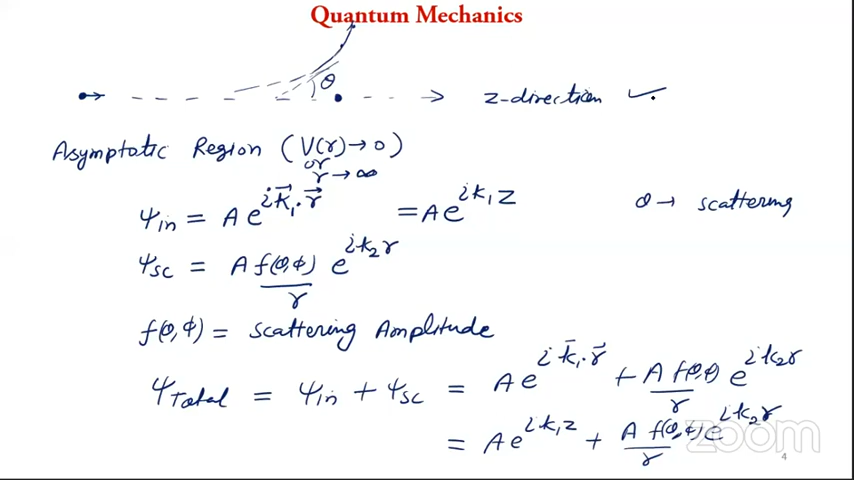 Quantum Mechanics
θ
z-direction
Asymptotic Region (V(r) → 0)
or
r → ∞
ψin = A e^{i k⃗₁·r⃗} = A e^{i k₁ z}
θ → scattering
ψsc = A f(θ,φ)/r e^{i k₂ r}
f(θ,φ) = scattering Amplitude
ψTotal = ψin + ψsc = A e^{i k⃗₁·r⃗} + A f(θ,φ)/r e^{i k₂ r}
= A e^{i k₁ z} + A f(θ,φ)/r e^{i k₂ r}
zoom
4